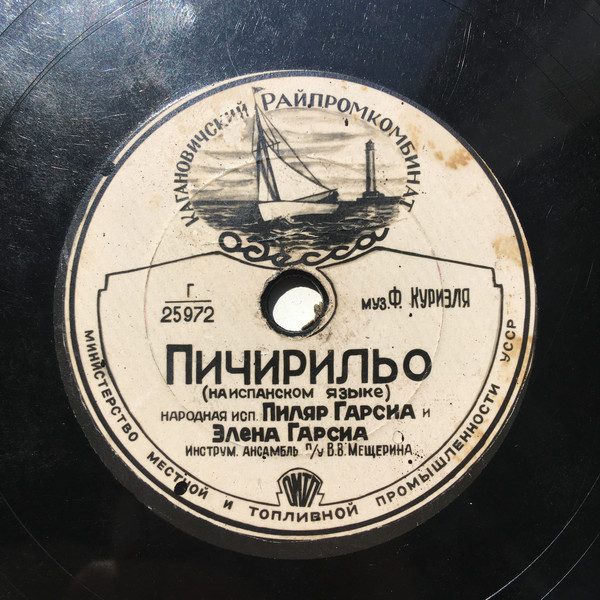 КАГАНОВИЧСКИЙ РАЙПРОМКОМБИНАТ
Одесса
Г
25972
муз. Ф. КУРИЭЛЯ
ПИЧИРИЛЬО
(НА ИСПАНСКОМ ЯЗЫКЕ)
НАРОДНАЯ ИСП. ПИЛЯР ГАРСИА И
ЭЛЕНА ГАРСИА
ИНСТРУМ. АНСАМБЛЬ П/У В.В. МЕЩЕРИНА
МИНИСТЕРСТВО МЕСТНОЙ И ТОПЛИВНОЙ ПРОМЫШЛЕННОСТИ УССР